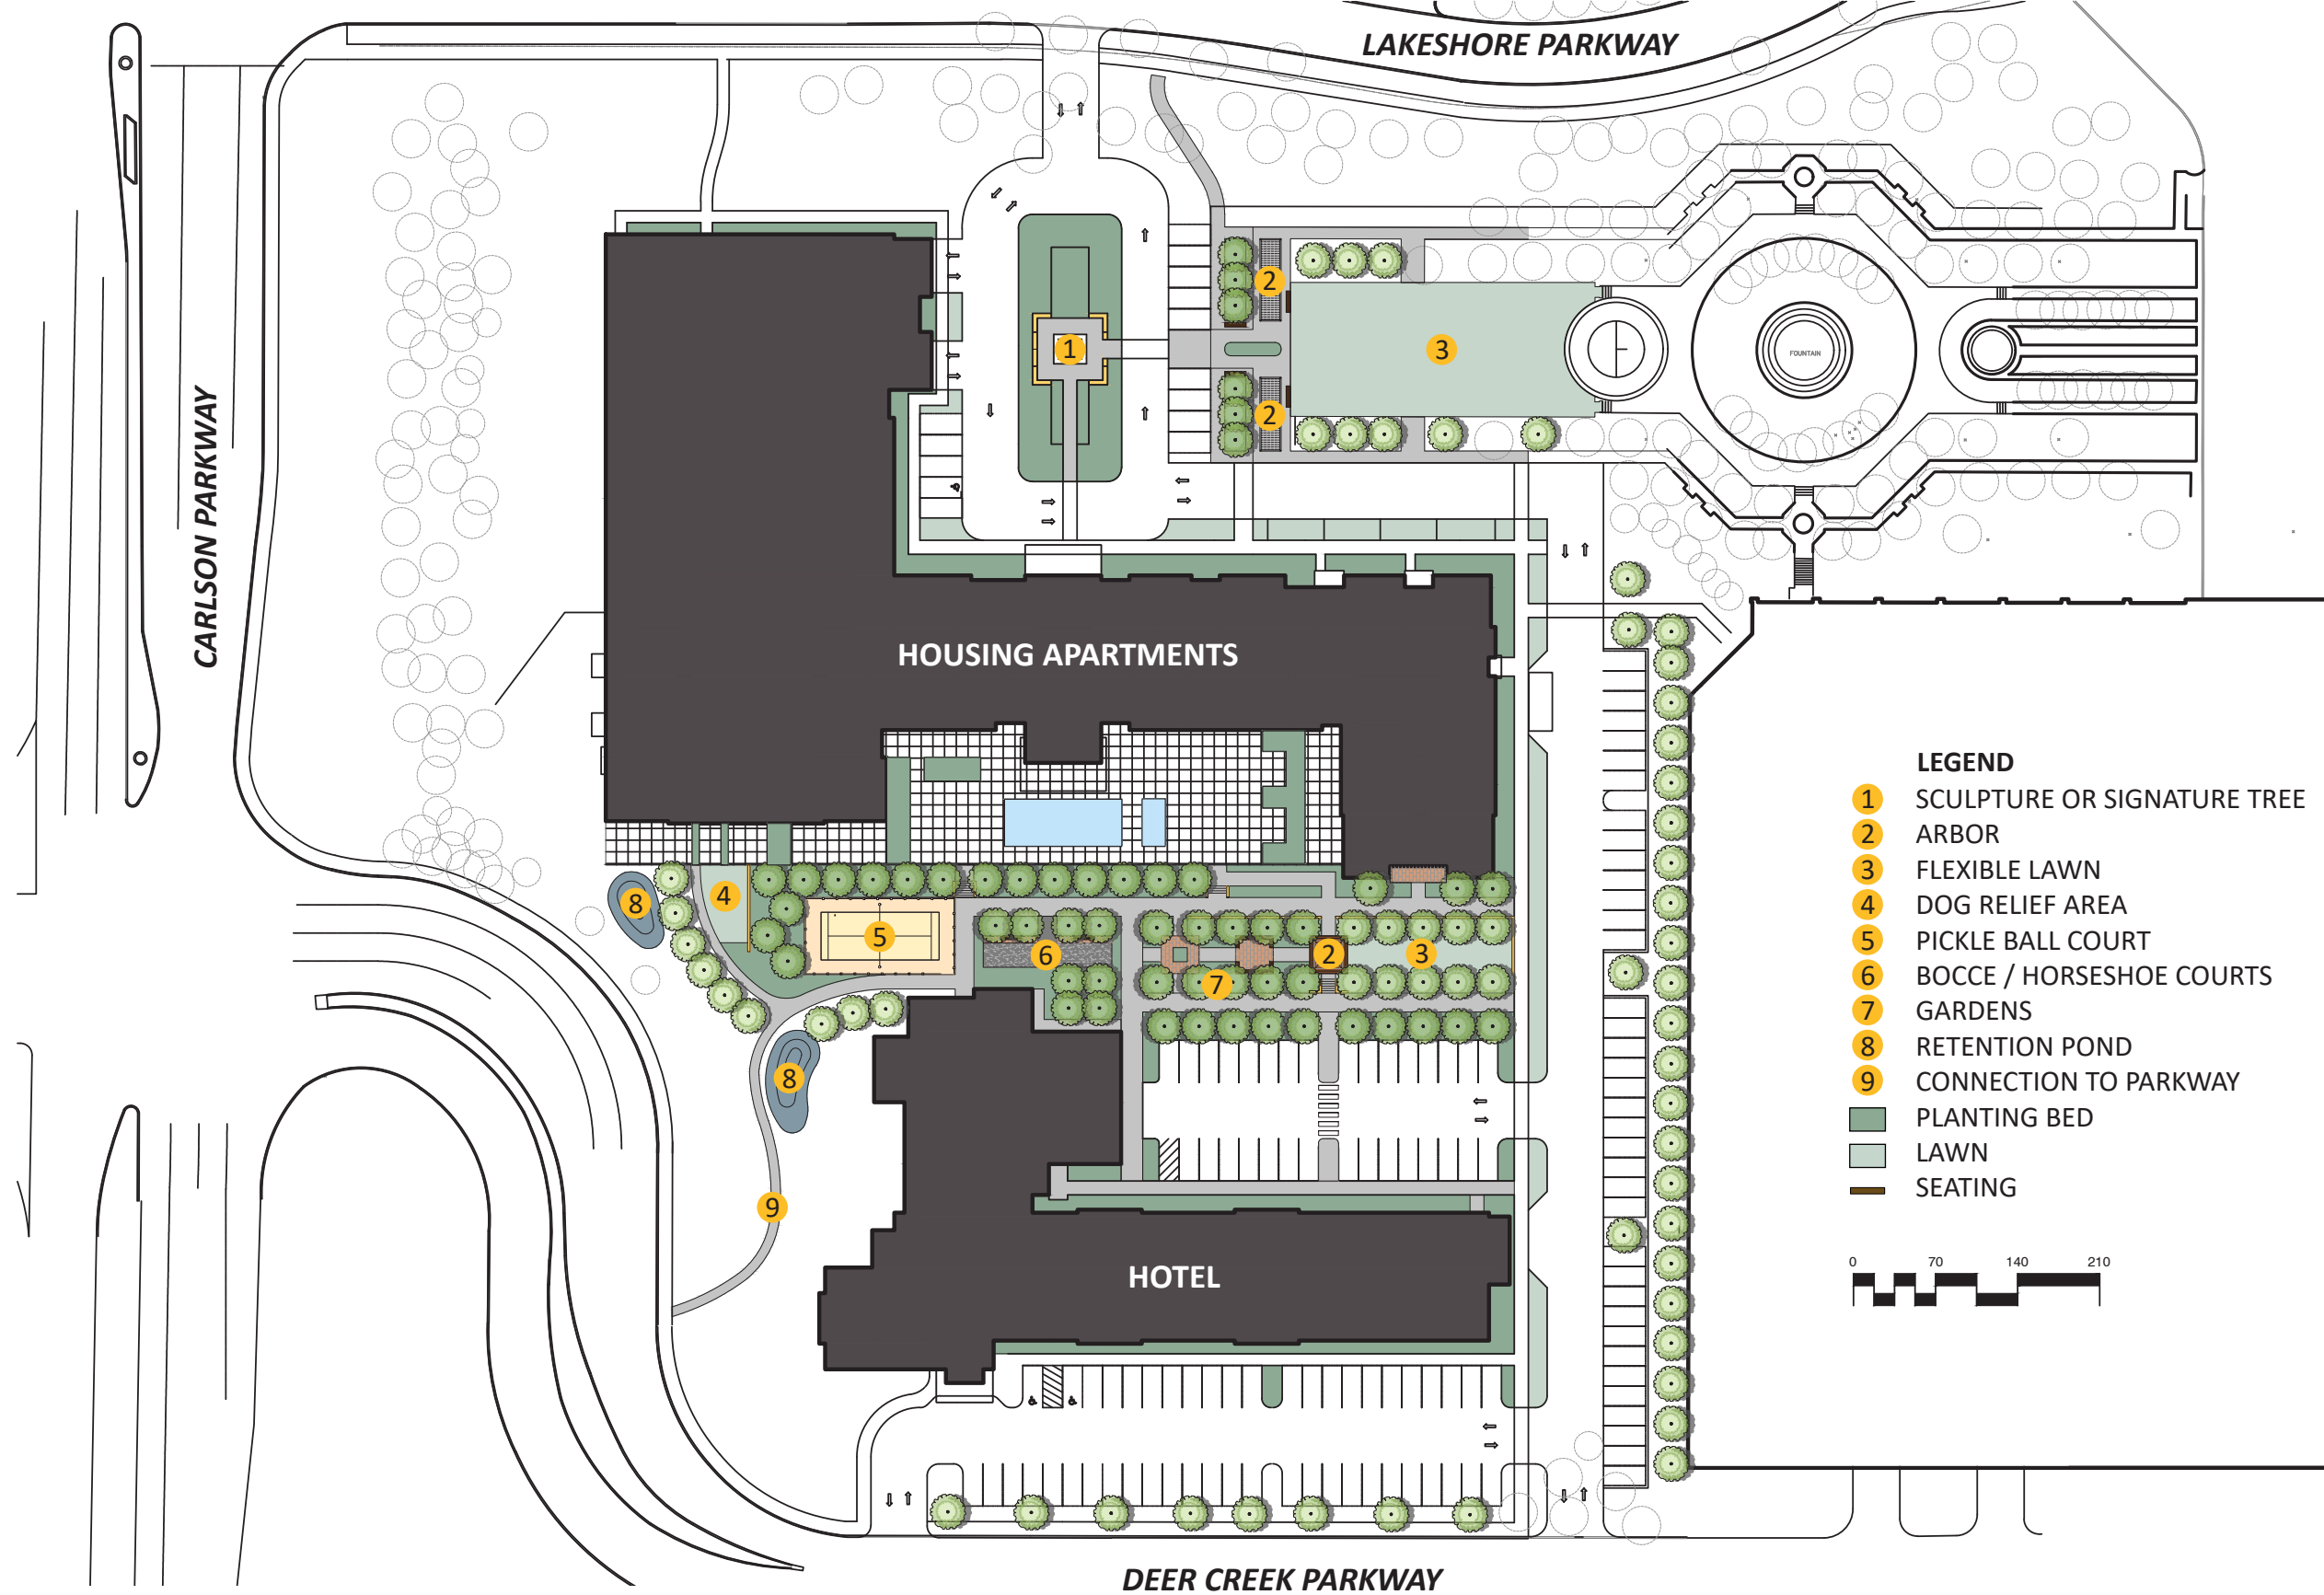 LAKESHORE PARKWAY
CARLSON PARKWAY
2
1
3
2
FOUNTAIN
HOUSING APARTMENTS
8
4
5
6
2
3
7
8
9
HOTEL
DEER CREEK PARKWAY
LEGEND
1 SCULPTURE OR SIGNATURE TREE
2 ARBOR
3 FLEXIBLE LAWN
4 DOG RELIEF AREA
5 PICKLE BALL COURT
6 BOCCE / HORSESHOE COURTS
7 GARDENS
8 RETENTION POND
9 CONNECTION TO PARKWAY
PLANTING BED
LAWN
SEATING
0 70 140 210